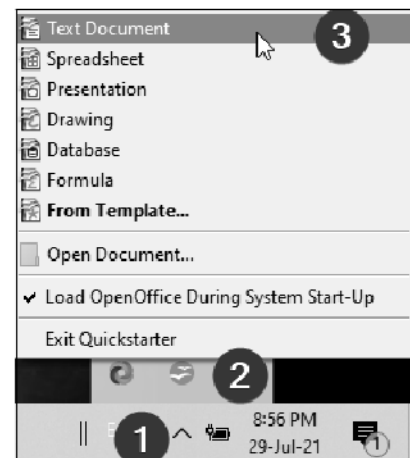 Text Document
3
Spreadsheet
Presentation
Drawing
Database
Formula
From Template...
Open Document...
✓ Load OpenOffice During System Start-Up
Exit Quickstarter
2
1
8:56 PM
29-Jul-21
1